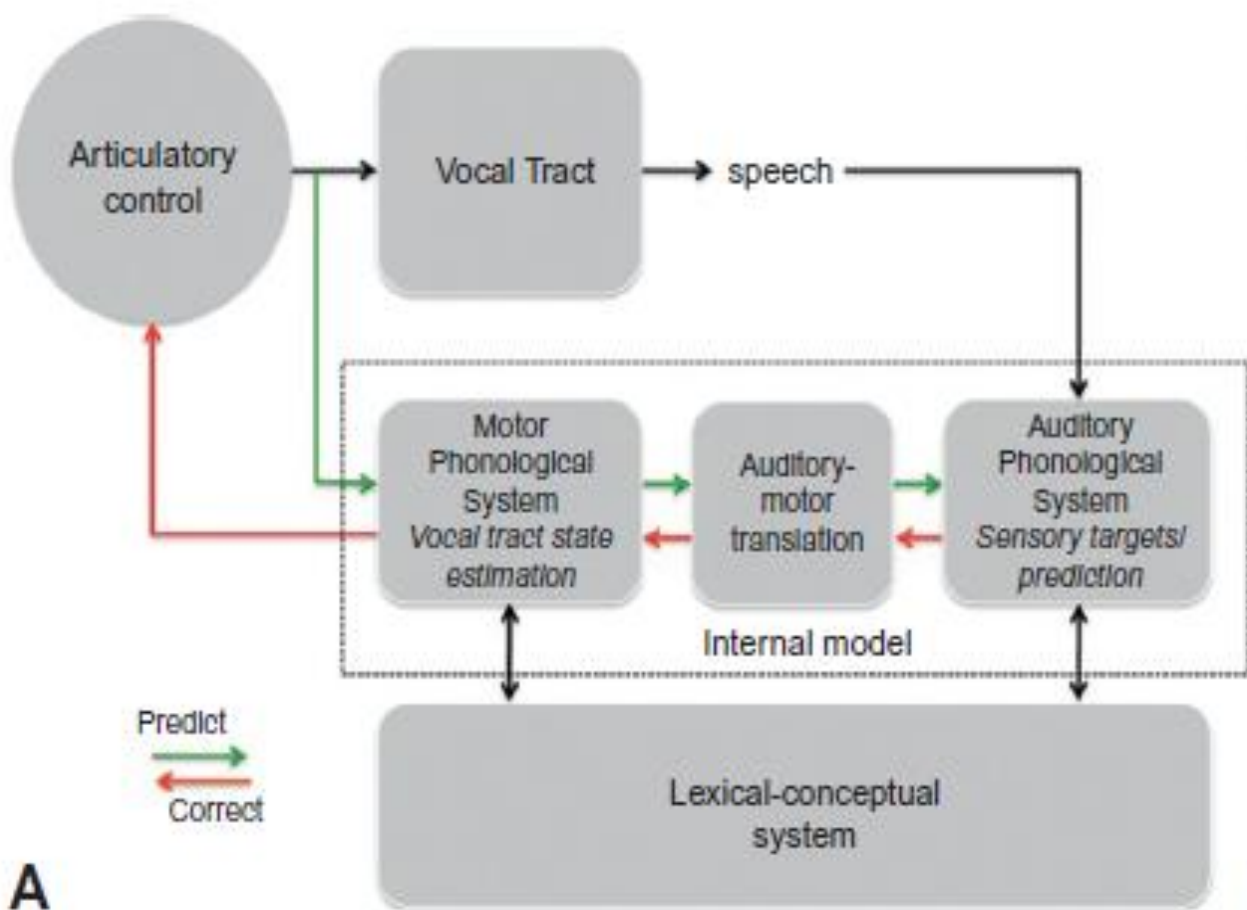 Articulatory
control
Vocal Tract
speech
Motor
Phonological
System
Vocal tract state
estimation
Auditory-
motor
translation
Auditory
Phonological
System
Sensory targets/
prediction
Internal model
Predict
Correct
Lexical-conceptual
system
A